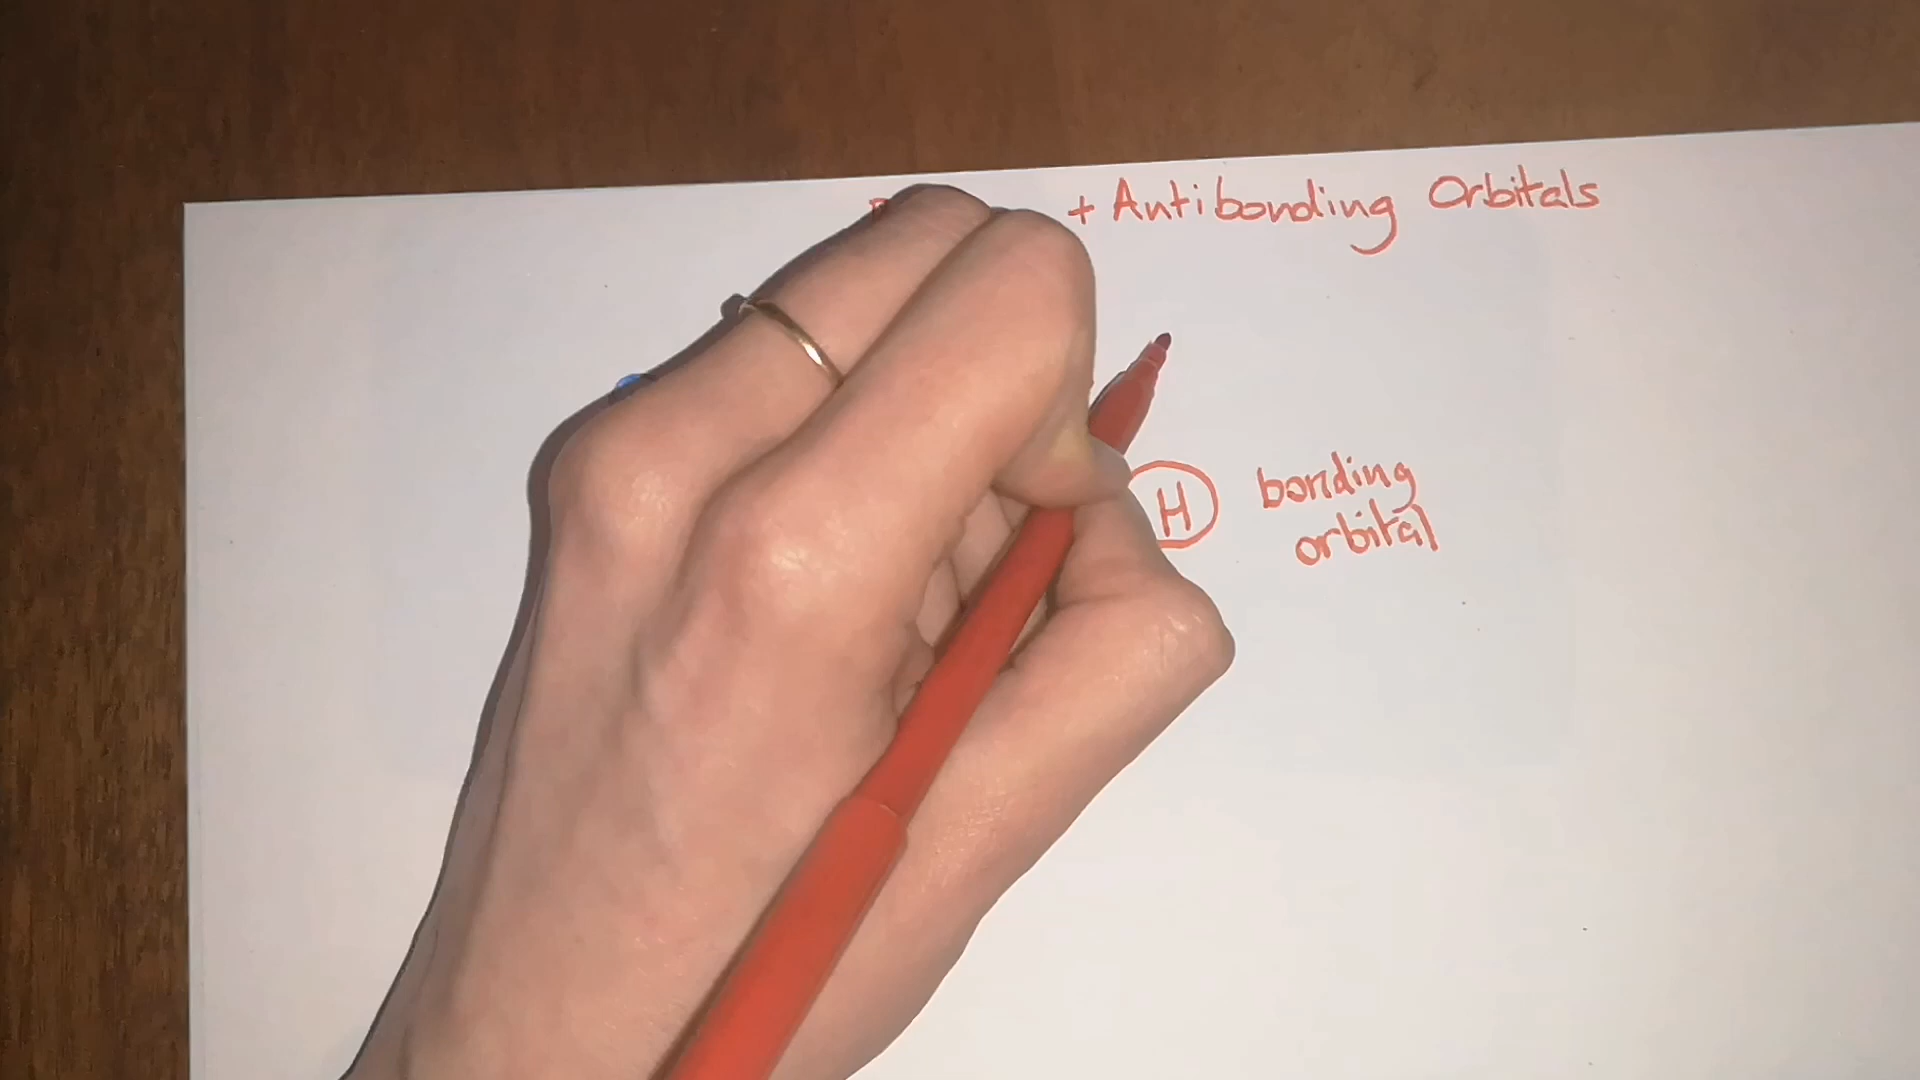 + Antibonding Orbitals
H
bonding
orbital